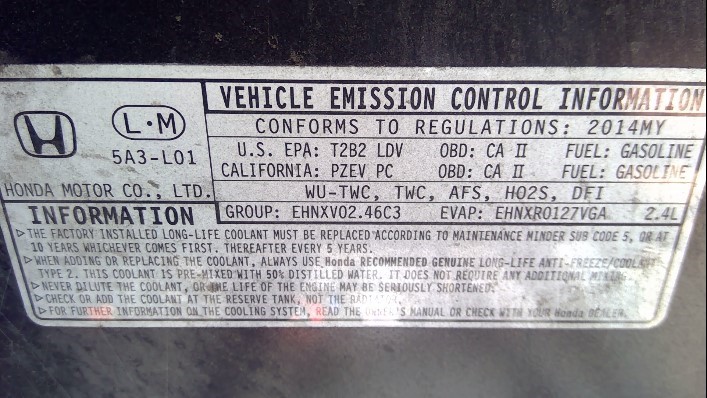 VEHICLE EMISSION CONTROL INFORMATION
L·M
CONFORMS TO REGULATIONS: 2014MY
5A3-L01
U.S. EPA: T2B2 LDV OBD: CA II FUEL: GASOLINE
CALIFORNIA: PZEV PC OBD: CA II FUEL: GASOLINE
HONDA MOTOR CO., LTD.
WU-TWC, TWC, AFS, HO2S, DFI
GROUP: EHNXV02.46C3 EVAP: EHNXR0127VGA 2.4L
INFORMATION
▷THE FACTORY INSTALLED LONG-LIFE COOLANT MUST BE REPLACED ACCORDING TO MAINTENANCE MINDER SUB CODE 5, OR AT
10 YEARS WHICHEVER COMES FIRST. THEREAFTER EVERY 5 YEARS.
▷WHEN ADDING OR REPLACING THE COOLANT, ALWAYS USE Honda RECOMMENDED GENUINE LONG-LIFE ANTI-FREEZE/COOLANT
TYPE 2. THIS COOLANT IS PRE-MIXED WITH 50% DISTILLED WATER. IT DOES NOT REQUIRE ANY ADDITIONAL MIXING.
▷NEVER DILUTE THE COOLANT, OR THE LIFE OF THE ENGINE MAY BE SERIOUSLY SHORTENED.
▷CHECK OR ADD THE COOLANT AT THE RESERVE TANK, NOT THE RADIATOR.
▷FOR FURTHER INFORMATION ON THE COOLING SYSTEM, READ THE OWNER'S MANUAL OR CHECK WITH YOUR Honda DEALER.